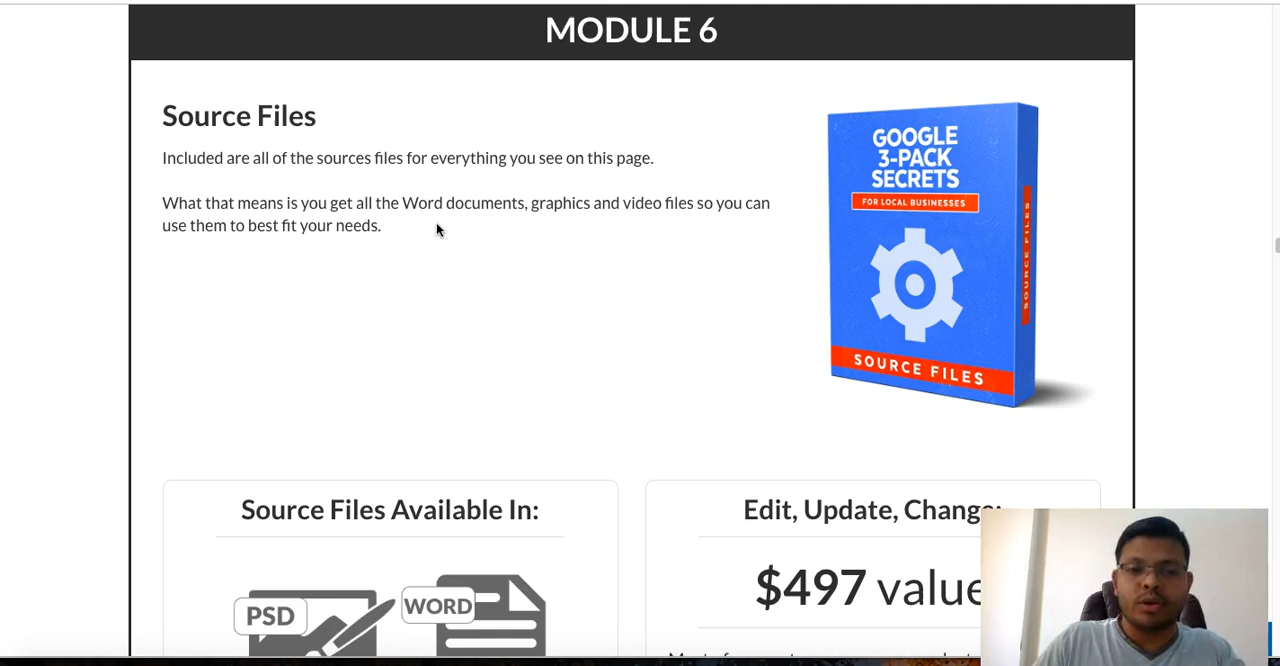 MODULE 6
Source Files
Included are all of the sources files for everything you see on this page.
What that means is you get all the Word documents, graphics and video files so you can
use them to best fit your needs.
GOOGLE
3-PACK
SECRETS
FOR LOCAL BUSINESSES
SOURCE FILES
SOURCE FILES
Source Files Available In:
PSD
WORD
Edit, Update, Change:
$497 value